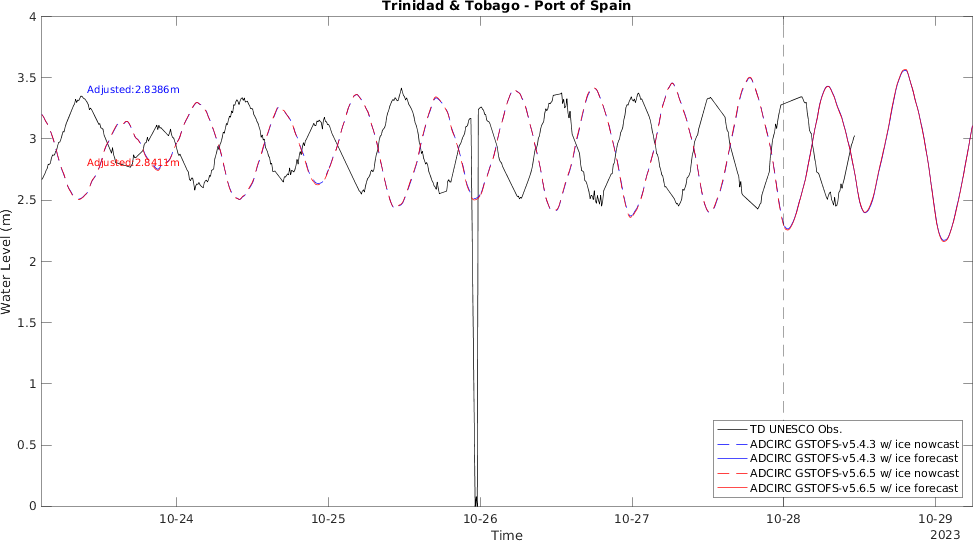 Trinidad & Tobago - Port of Spain
4
3.5
3
2.5
2
1.5
1
0.5
0
Water Level (m)
Adjusted:2.8386m
Adjusted:2.8411m
TD UNESCO Obs.
ADCIRC GSTOFS-v5.4.3 w/ ice nowcast
ADCIRC GSTOFS-v5.4.3 w/ ice forecast
ADCIRC GSTOFS-v5.6.5 w/ ice nowcast
ADCIRC GSTOFS-v5.6.5 w/ ice forecast
10-24 10-25 10-26 10-27 10-28 10-29
Time
2023